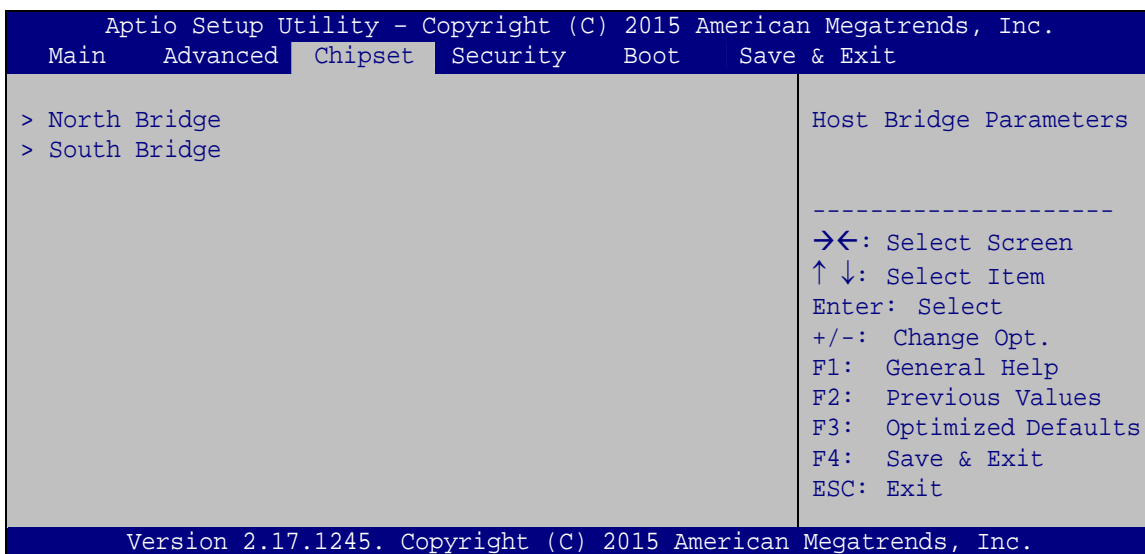 Aptio Setup Utility – Copyright (C) 2015 American Megatrends, Inc.
Main Advanced Chipset Security Boot Save & Exit
> North Bridge
> South Bridge
Host Bridge Parameters
---------------------
→←: Select Screen
↑ ↓: Select Item
Enter: Select
+/-: Change Opt.
F1: General Help
F2: Previous Values
F3: Optimized Defaults
F4: Save & Exit
ESC: Exit
Version 2.17.1245. Copyright (C) 2015 American Megatrends, Inc.